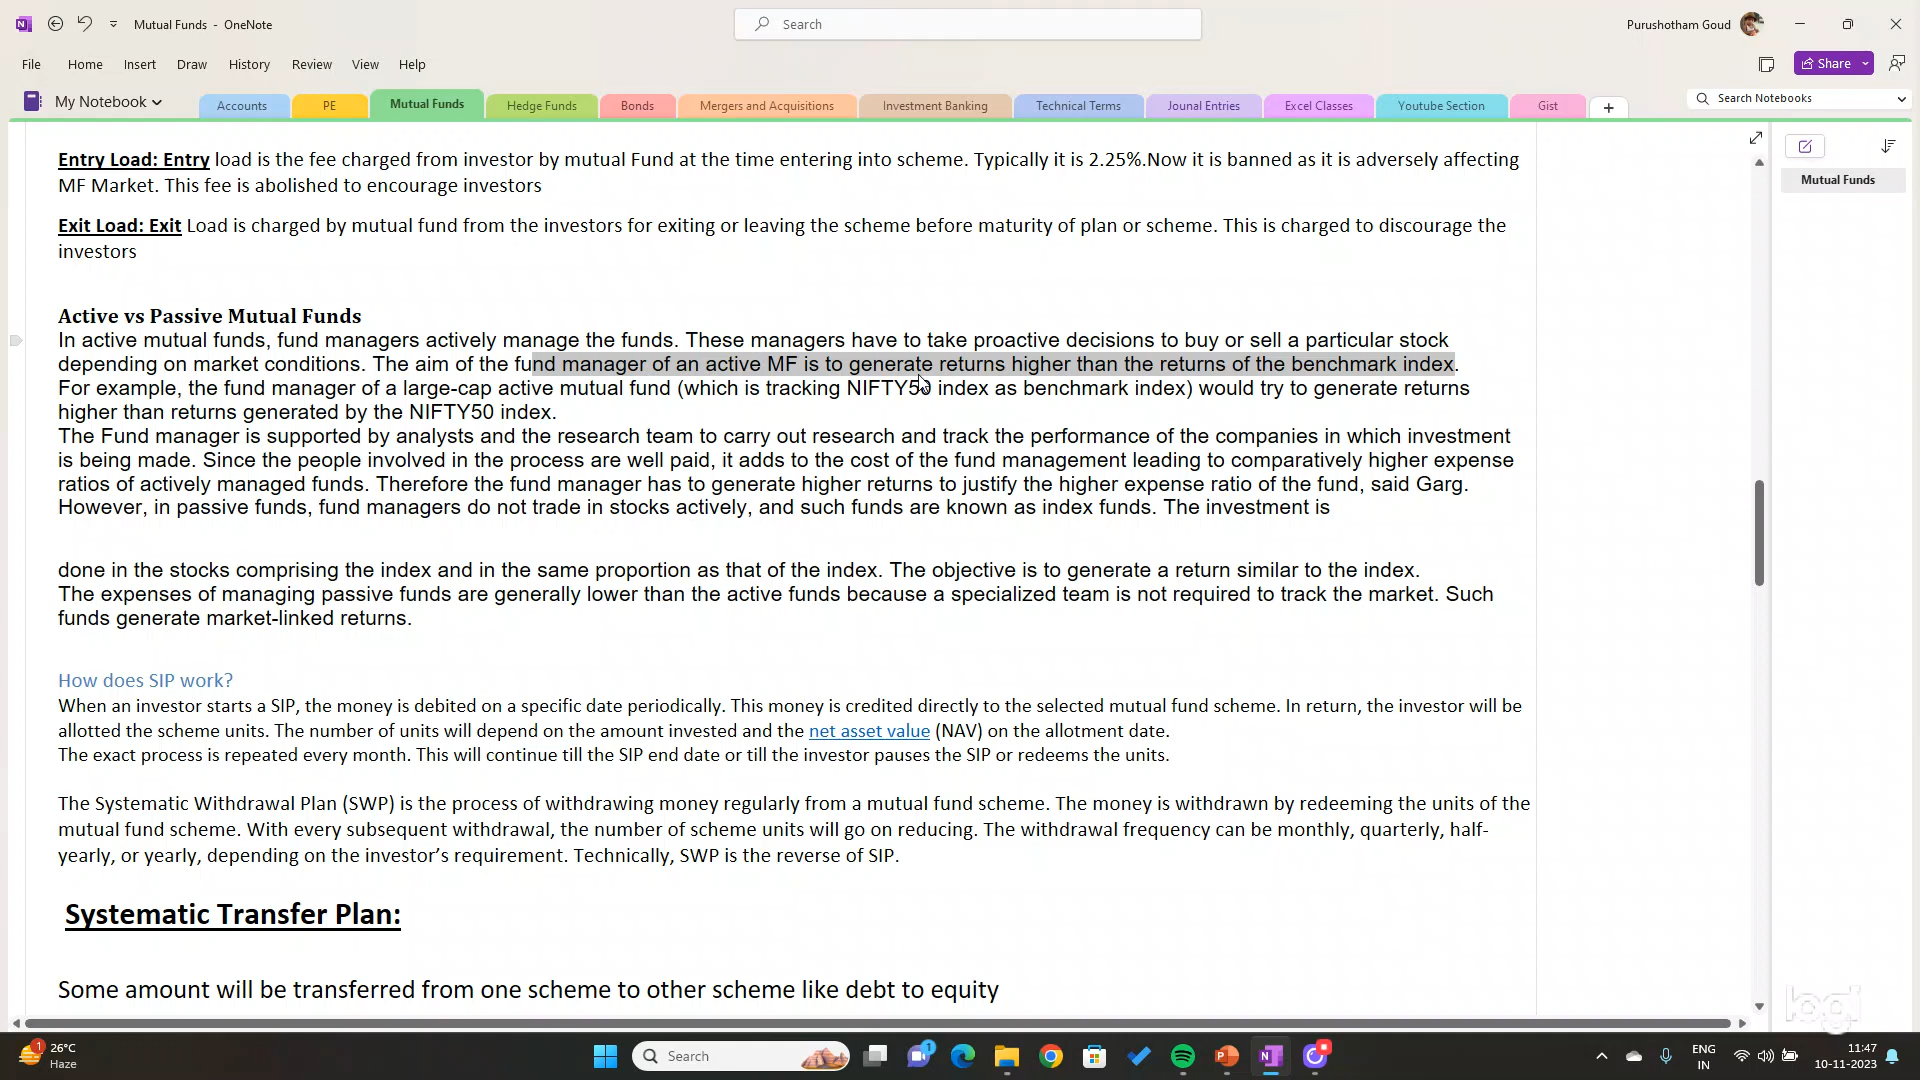 Mutual Funds - OneNote
Search
Purushotham Goud
File Home Insert Draw History Review View Help
Share
My Notebook
Accounts PE Mutual Funds Hedge Funds Bonds Mergers and Acquisitions Investment Banking Technical Terms Jounal Entries Excel Classes Youtube Section Gist +
Search Notebooks
Mutual Funds
Entry Load: Entry load is the fee charged from investor by mutual Fund at the time entering into scheme. Typically it is 2.25%.Now it is banned as it is adversely affecting
MF Market. This fee is abolished to encourage investors
Exit Load: Exit Load is charged by mutual fund from the investors for exiting or leaving the scheme before maturity of plan or scheme. This is charged to discourage the
investors
Active vs Passive Mutual Funds
In active mutual funds, fund managers actively manage the funds. These managers have to take proactive decisions to buy or sell a particular stock
depending on market conditions. The aim of the fund manager of an active MF is to generate returns higher than the returns of the benchmark index.
For example, the fund manager of a large-cap active mutual fund (which is tracking NIFTY50 index as benchmark index) would try to generate returns
higher than returns generated by the NIFTY50 index.
The Fund manager is supported by analysts and the research team to carry out research and track the performance of the companies in which investment
is being made. Since the people involved in the process are well paid, it adds to the cost of the fund management leading to comparatively higher expense
ratios of actively managed funds. Therefore the fund manager has to generate higher returns to justify the higher expense ratio of the fund, said Garg.
However, in passive funds, fund managers do not trade in stocks actively, and such funds are known as index funds. The investment is
done in the stocks comprising the index and in the same proportion as that of the index. The objective is to generate a return similar to the index.
The expenses of managing passive funds are generally lower than the active funds because a specialized team is not required to track the market. Such
funds generate market-linked returns.
How does SIP work?
When an investor starts a SIP, the money is debited on a specific date periodically. This money is credited directly to the selected mutual fund scheme. In return, the investor will be
allotted the scheme units. The number of units will depend on the amount invested and the net asset value (NAV) on the allotment date.
The exact process is repeated every month. This will continue till the SIP end date or till the investor pauses the SIP or redeems the units.
The Systematic Withdrawal Plan (SWP) is the process of withdrawing money regularly from a mutual fund scheme. The money is withdrawn by redeeming the units of the
mutual fund scheme. With every subsequent withdrawal, the number of scheme units will go on reducing. The withdrawal frequency can be monthly, quarterly, half-
yearly, or yearly, depending on the investor's requirement. Technically, SWP is the reverse of SIP.
Systematic Transfer Plan:
Some amount will be transferred from one scheme to other scheme like debt to equity
logi
1
26°C
Haze
Search
1
ENG
IN
11:47
10-11-2023